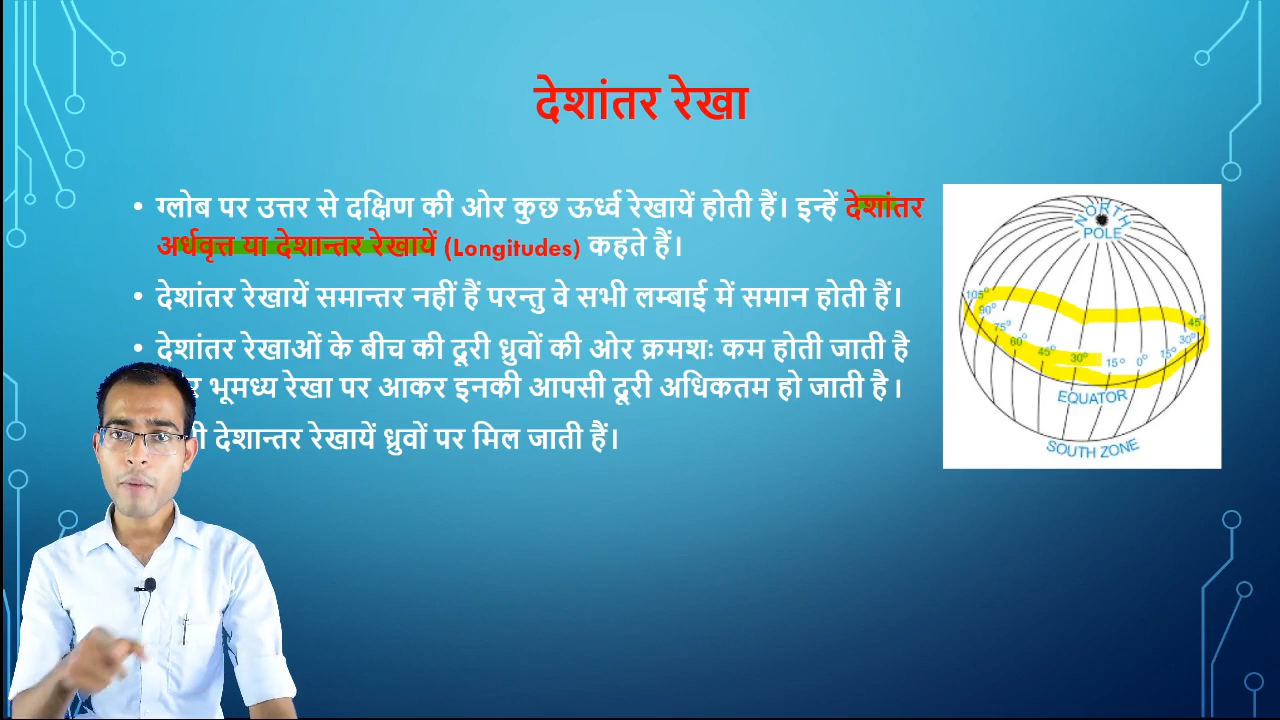 देशांतर रेखा
• ग्लोब पर उत्तर से दक्षिण की ओर कुछ ऊर्ध्व रेखायें होती हैं। इन्हें देशांतर
अर्धवृत्त या देशान्तर रेखायें (Longitudes) कहते हैं।
• देशांतर रेखायें समान्तर नहीं हैं परन्तु वे सभी लम्बाई में समान होती हैं।
• देशांतर रेखाओं के बीच की दूरी ध्रुवों की ओर क्रमशः कम होती जाती है
भूमध्य रेखा पर आकर इनकी आपसी दूरी अधिकतम हो जाती है।
देशान्तर रेखायें ध्रुवों पर मिल जाती हैं।
NORTH
POLE
105° 90° 75° 60° 45° 30° 15° 0° 15° 30° 45°
EQUATOR
SOUTH ZONE